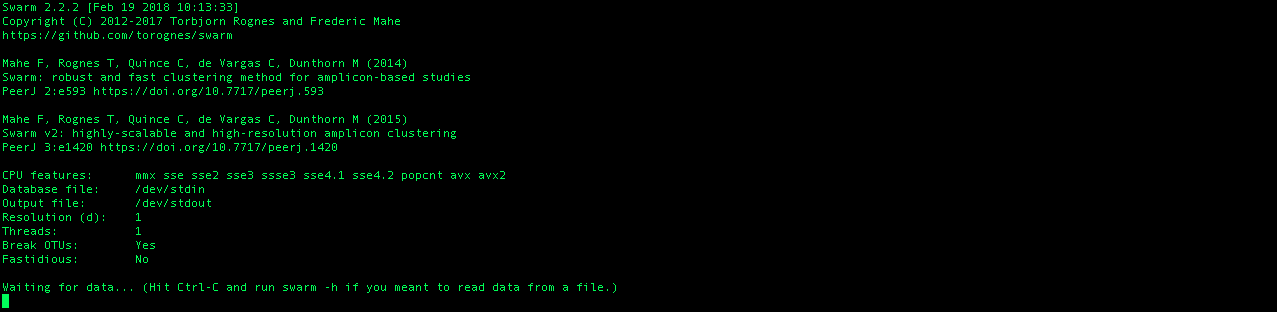 Swarm 2.2.2 [Feb 19 2018 10:13:33]
Copyright (C) 2012-2017 Torbjorn Rognes and Frederic Mahe
https://github.com/torognes/swarm
Mahe F, Rognes T, Quince C, de Vargas C, Dunthorn M (2014)
Swarm: robust and fast clustering method for amplicon-based studies
PeerJ 2:e593 https://doi.org/10.7717/peerj.593
Mahe F, Rognes T, Quince C, de Vargas C, Dunthorn M (2015)
Swarm v2: highly-scalable and high-resolution amplicon clustering
PeerJ 3:e1420 https://doi.org/10.7717/peerj.1420
CPU features:      mmx sse sse2 sse3 ssse3 sse4.1 sse4.2 popcnt avx avx2
Database file:     /dev/stdin
Output file:       /dev/stdout
Resolution (d):    1
Threads:           1
Break OTUs:        Yes
Fastidious:        No
Waiting for data... (Hit Ctrl-C and run swarm -h if you meant to read data from a file.)